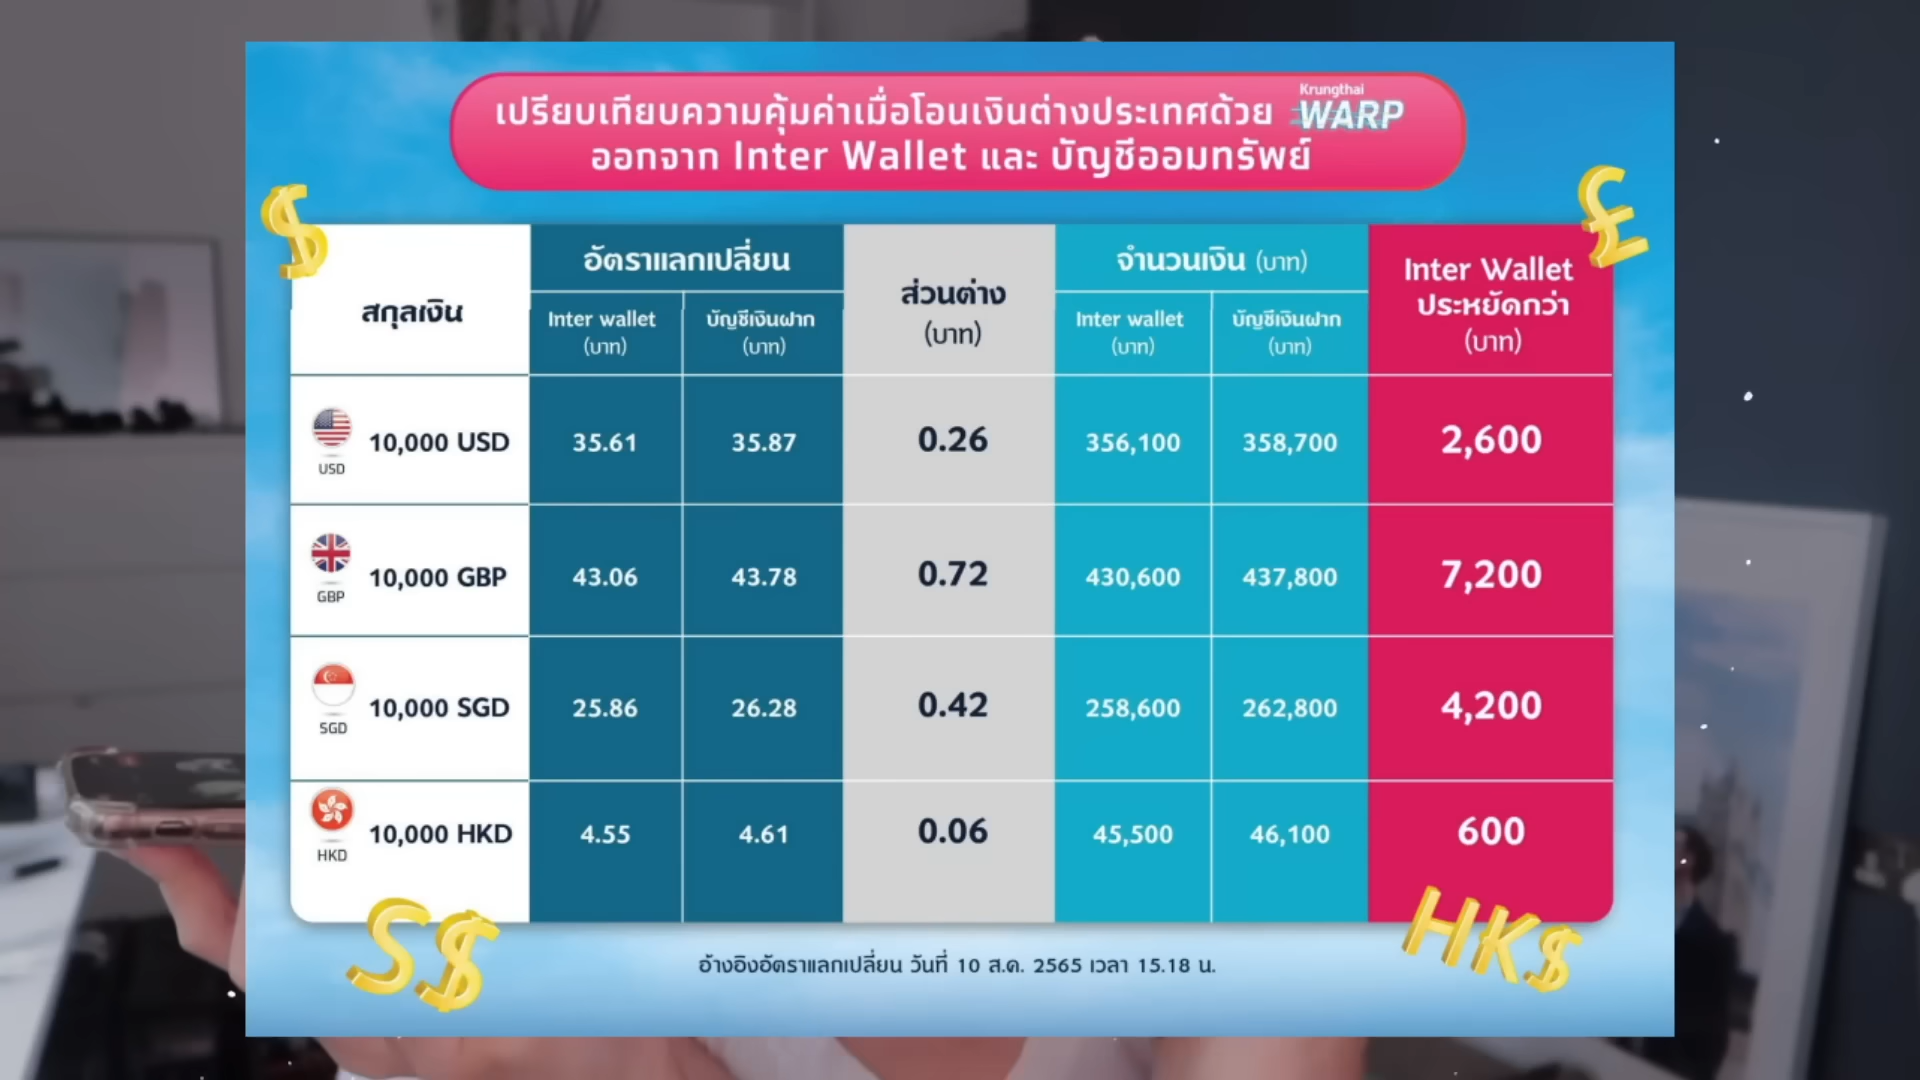 เปรียบเทียบความคุ้มค่าเมื่อโอนเงินต่างประเทศด้วย Krungthai WARP
ออกจาก Inter Wallet และ บัญชีออมทรัพย์
$
£
สกุลเงิน
อัตราแลกเปลี่ยน
Inter wallet
(บาท)
บัญชีเงินฝาก
(บาท)
ส่วนต่าง
(บาท)
จำนวนเงิน (บาท)
Inter wallet
(บาท)
บัญชีเงินฝาก
(บาท)
Inter Wallet
ประหยัดกว่า
(บาท)
USD 10,000 USD 35.61 35.87 0.26 356,100 358,700 2,600
GBP 10,000 GBP 43.06 43.78 0.72 430,600 437,800 7,200
SGD 10,000 SGD 25.86 26.28 0.42 258,600 262,800 4,200
HKD 10,000 HKD 4.55 4.61 0.06 45,500 46,100 600
S$
HK$
อ้างอิงอัตราแลกเปลี่ยน วันที่ 10 ส.ค. 2565 เวลา 15.18 น.